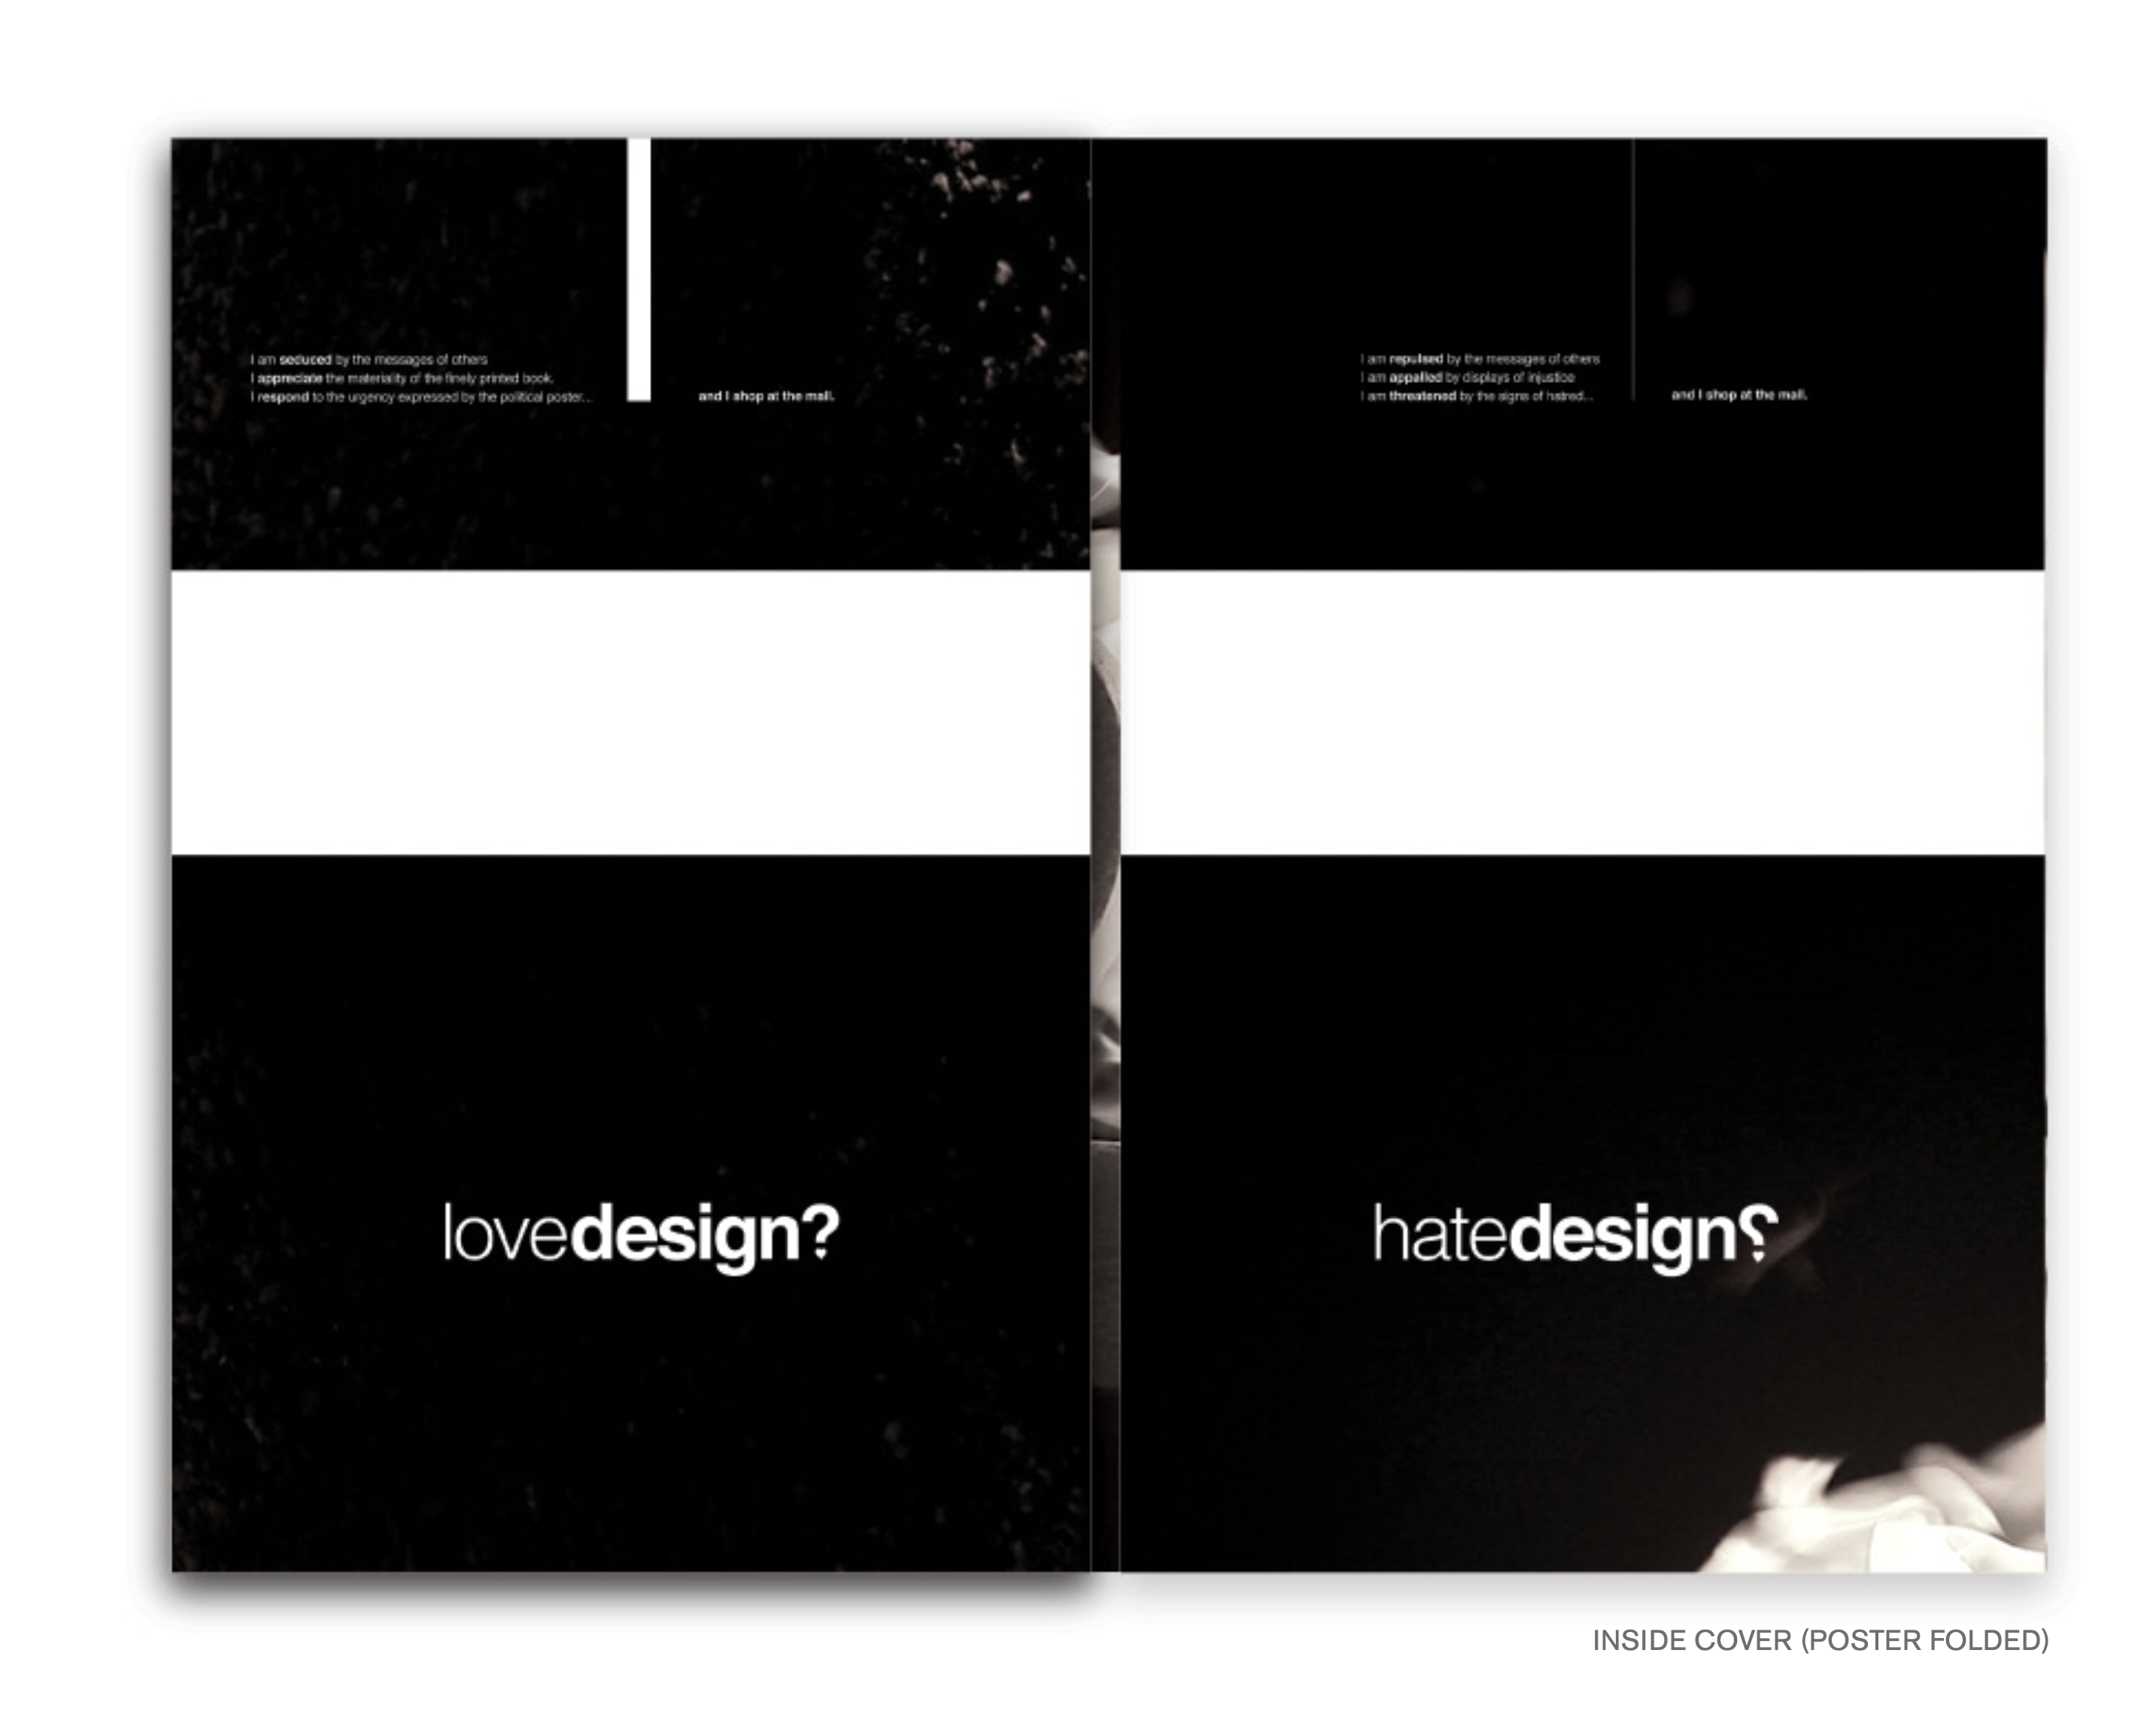 I am seduced by the messages of others
I appreciate the materiality of the finely printed book.
I respond to the urgency expressed by the political poster...
and I shop at the mall.
I am repulsed by the messages of others
I am appalled by displays of injustice
I am threatened by the signs of hatred...
and I shop at the mall.
lovedesign?
hatedesign⸮
INSIDE COVER (POSTER FOLDED)